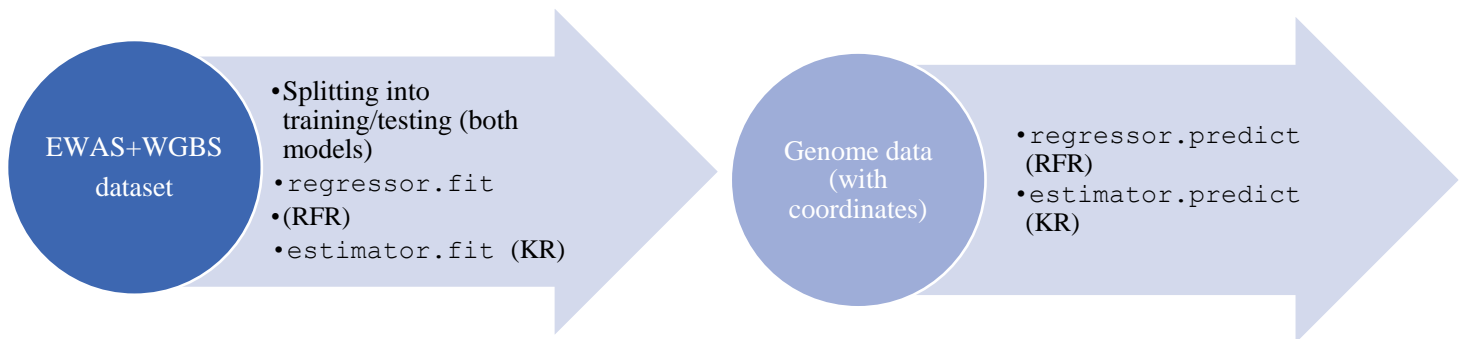 EWAS+WGBS
dataset
•Splitting into
training/testing (both
models)
•regressor.fit
•(RFR)
•estimator.fit (KR)
Genome data
(with
coordinates)
•regressor.predict
(RFR)
•estimator.predict
(KR)